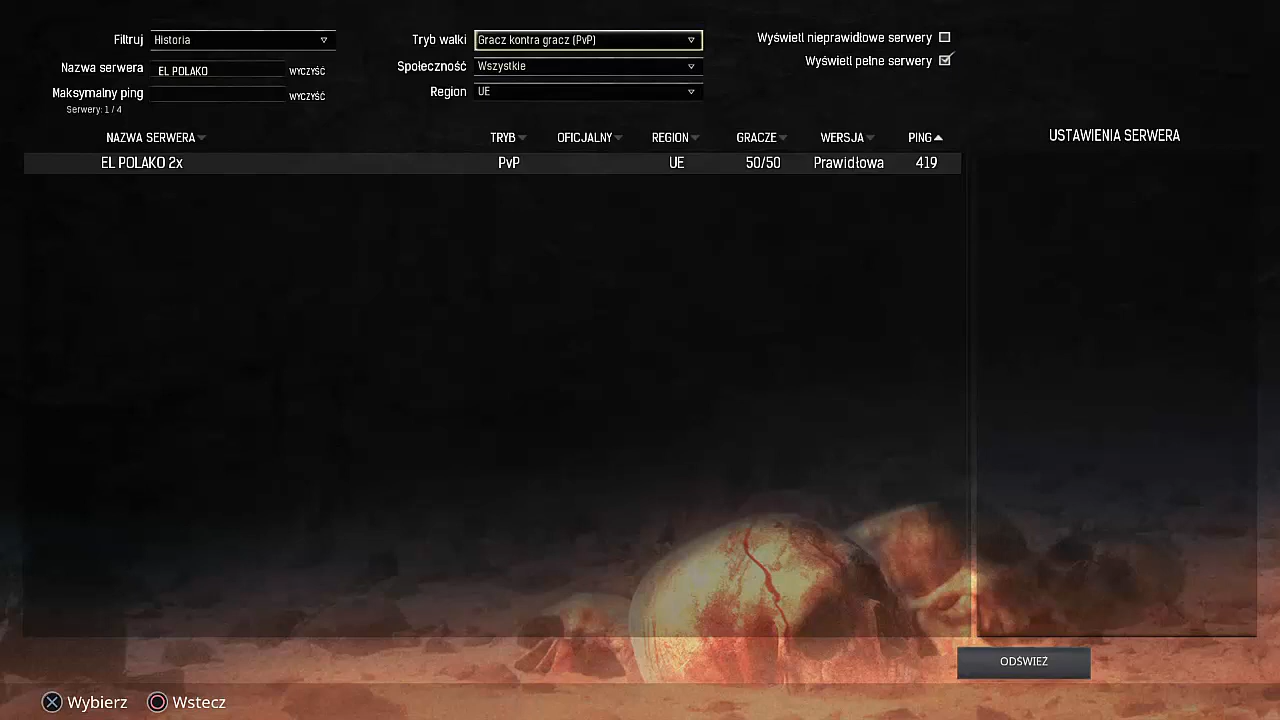 Filtruj Historia
Nazwa serwera EL POLAKO WYCZYŚĆ
Maksymalny ping WYCZYŚĆ
Serwery: 1 / 4
Tryb walki Gracz kontra gracz (PvP)
Społeczność Wszystkie
Region UE
Wyświetl nieprawidłowe serwery
Wyświetl pełne serwery
NAZWA SERWERA TRYB OFICJALNY REGION GRACZE WERSJA PING
EL POLAKO 2x PvP UE 50/50 Prawidłowa 419
USTAWIENIA SERWERA
ODŚWIEŻ
Wybierz Wstecz